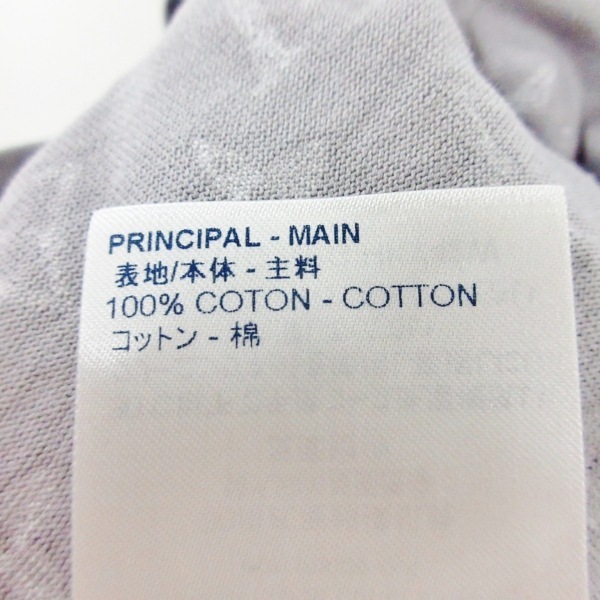 PRINCIPAL - MAIN
表地/本体 - 主料
100% COTON - COTTON
コットン - 棉